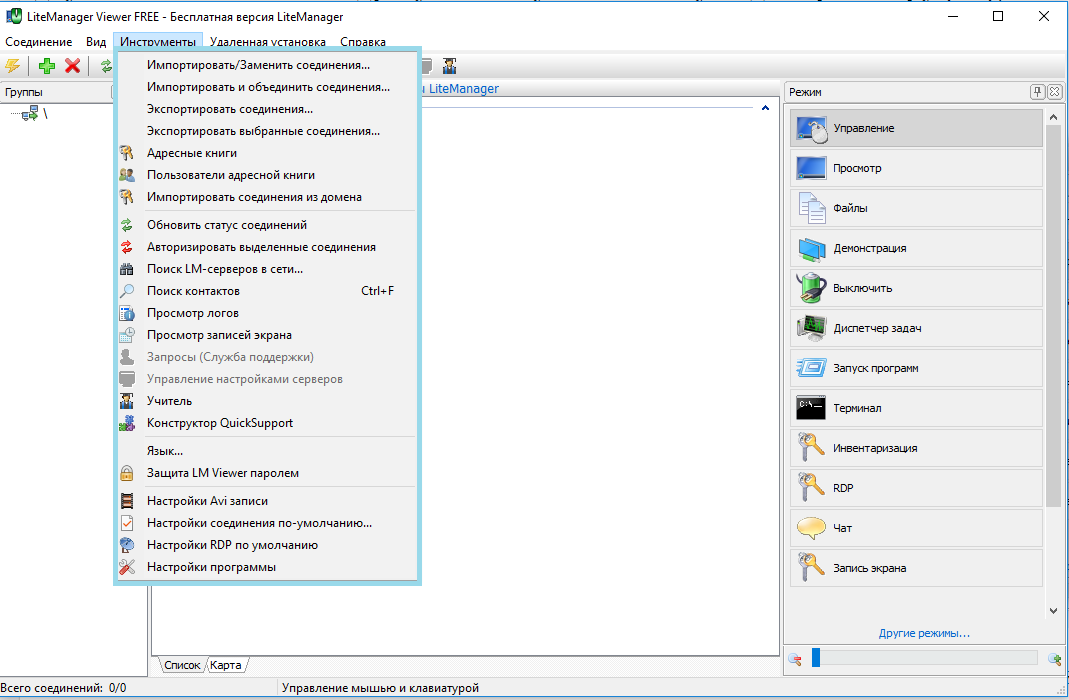 LiteManager Viewer FREE - Бесплатная версия LiteManager
Соединение Вид Инструменты Удаленная установка Справка
Группы
\
LiteManager
Импортировать/Заменить соединения...
Импортировать и объединить соединения...
Экспортировать соединения...
Экспортировать выбранные соединения...
Адресные книги
Пользователи адресной книги
Импортировать соединения из домена
Обновить статус соединений
Авторизировать выделенные соединения
Поиск LM-серверов в сети...
Поиск контактов Ctrl+F
Просмотр логов
Просмотр записей экрана
Запросы (Служба поддержки)
Управление настройками серверов
Учитель
Конструктор QuickSupport
Язык...
Защита LM Viewer паролем
Настройки Avi записи
Настройки соединения по-умолчанию...
Настройки RDP по умолчанию
Настройки программы
Режим
Управление
Просмотр
Файлы
Демонстрация
Выключить
Диспетчер задач
Запуск программ
C:\_
Терминал
Инвентаризация
RDP
Чат
Запись экрана
Другие режимы...
Список Карта
Всего соединений: 0/0
Управление мышью и клавиатурой